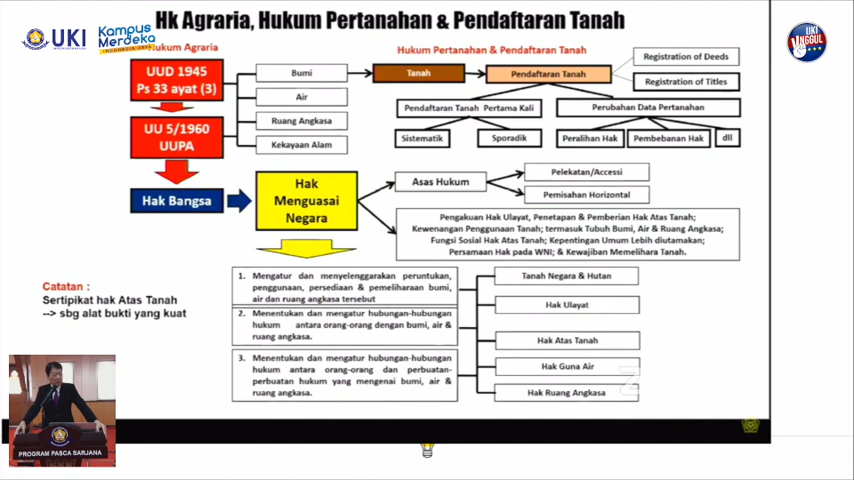 Hk Agraria, Hukum Pertanahan & Pendaftaran Tanah
UKI
Kampus
Merdeka
INDONESIA JAYA
UKI
UNGGUL
Hukum Agraria
Hukum Pertanahan & Pendaftaran Tanah
UUD 1945
Ps 33 ayat (3)
UU 5/1960
UUPA
Hak Bangsa
Bumi
Air
Ruang Angkasa
Kekayaan Alam
Tanah
Pendaftaran Tanah
Registration of Deeds
Registration of Titles
Pendaftaran Tanah Pertama Kali
Perubahan Data Pertanahan
Sistematik
Sporadik
Peralihan Hak
Pembebanan Hak
dll
Hak
Menguasai
Negara
Asas Hukum
Pelekatan/Accessi
Pemisahan Horizontal
Pengakuan Hak Ulayat, Penetapan & Pemberian Hak Atas Tanah;
Kewenangan Penggunaan Tanah; termasuk Tubuh Bumi, Air & Ruang Angkasa;
Fungsi Sosial Hak Atas Tanah; Kepentingan Umum Lebih diutamakan;
Persamaan Hak pada WNI; & Kewajiban Memelihara Tanah.
1. Mengatur dan menyelenggarakan peruntukan,
penggunaan, persediaan & pemeliharaan bumi,
air dan ruang angkasa tersebut
2. Menentukan dan mengatur hubungan-hubungan
hukum antara orang-orang dengan bumi, air &
ruang angkasa.
3. Menentukan dan mengatur hubungan-hubungan
hukum antara orang-orang dan perbuatan-
perbuatan hukum yang mengenai bumi, air &
ruang angkasa.
Tanah Negara & Hutan
Hak Ulayat
Hak Atas Tanah
Hak Guna Air
Hak Ruang Angkasa
Catatan :
Sertipikat hak Atas Tanah
--> sbg alat bukti yang kuat
PROGRAM PASCA SARJANA